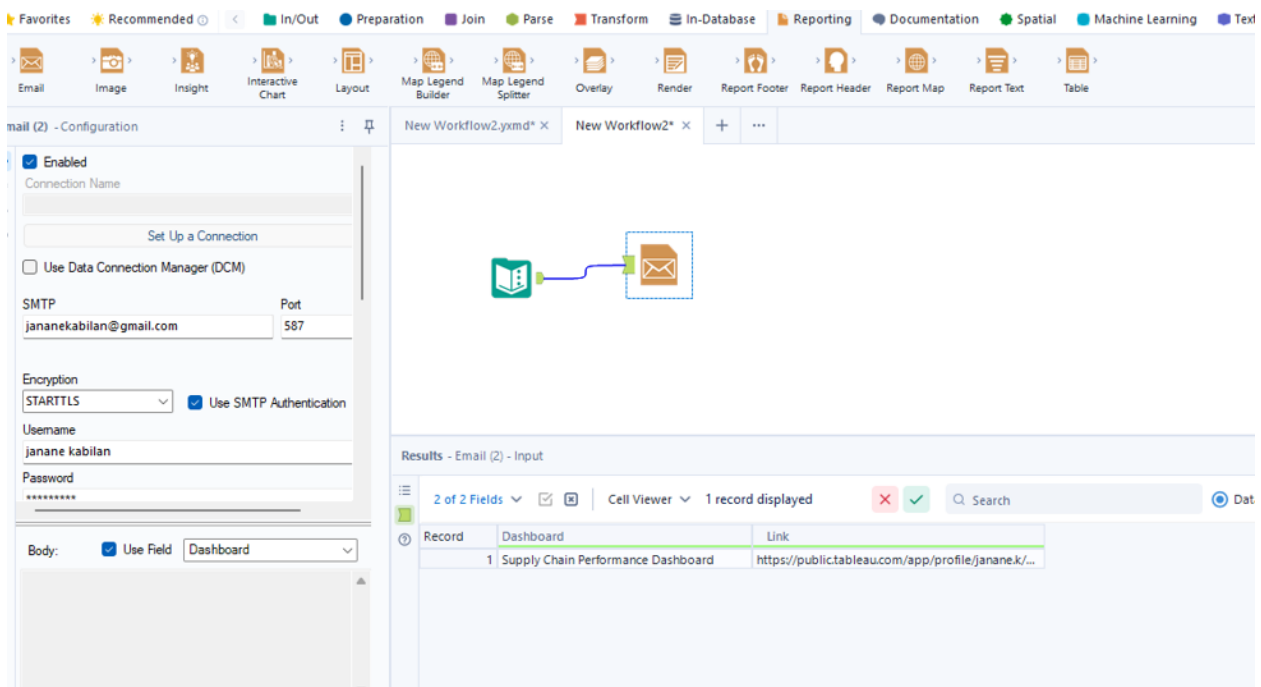 Favorites Recommended In/Out Preparation Join Parse Transform In-Database Reporting Documentation Spatial Machine Learning Text
Email Image Insight Interactive Chart Layout Map Legend Builder Map Legend Splitter Overlay Render Report Footer Report Header Report Map Report Text Table
mail (2) - Configuration
New Workflow2.yxmd* × New Workflow2* × + ...
Enabled
Connection Name
Set Up a Connection
Use Data Connection Manager (DCM)
SMTP Port
jananekabilan@gmail.com 587
Encryption
STARTTLS Use SMTP Authentication
Username
janane kabilan
Password
*********
Body: Use Field Dashboard
Results - Email (2) - Input
2 of 2 Fields Cell Viewer 1 record displayed Search Dat
Record Dashboard Link
1 Supply Chain Performance Dashboard https://public.tableau.com/app/profile/janane.k/...